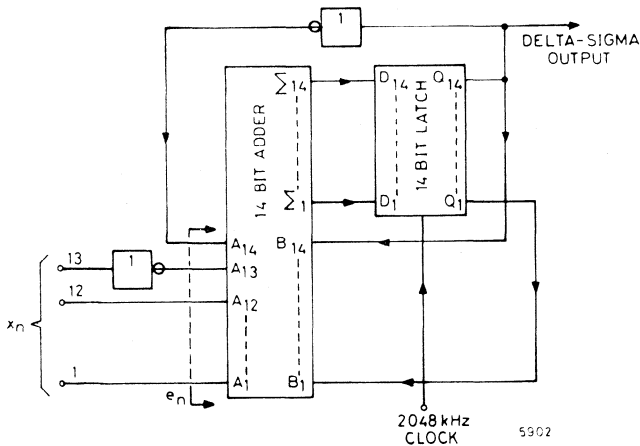 1
DELTA-SIGMA
OUTPUT
Σ14
D14
Q14
14 BIT ADDER
14 BIT LATCH
Σ1
D1
Q1
A14
B14
13
1
A13
12
A12
xn
1
A1
B1
en
2048 kHz
CLOCK
5902